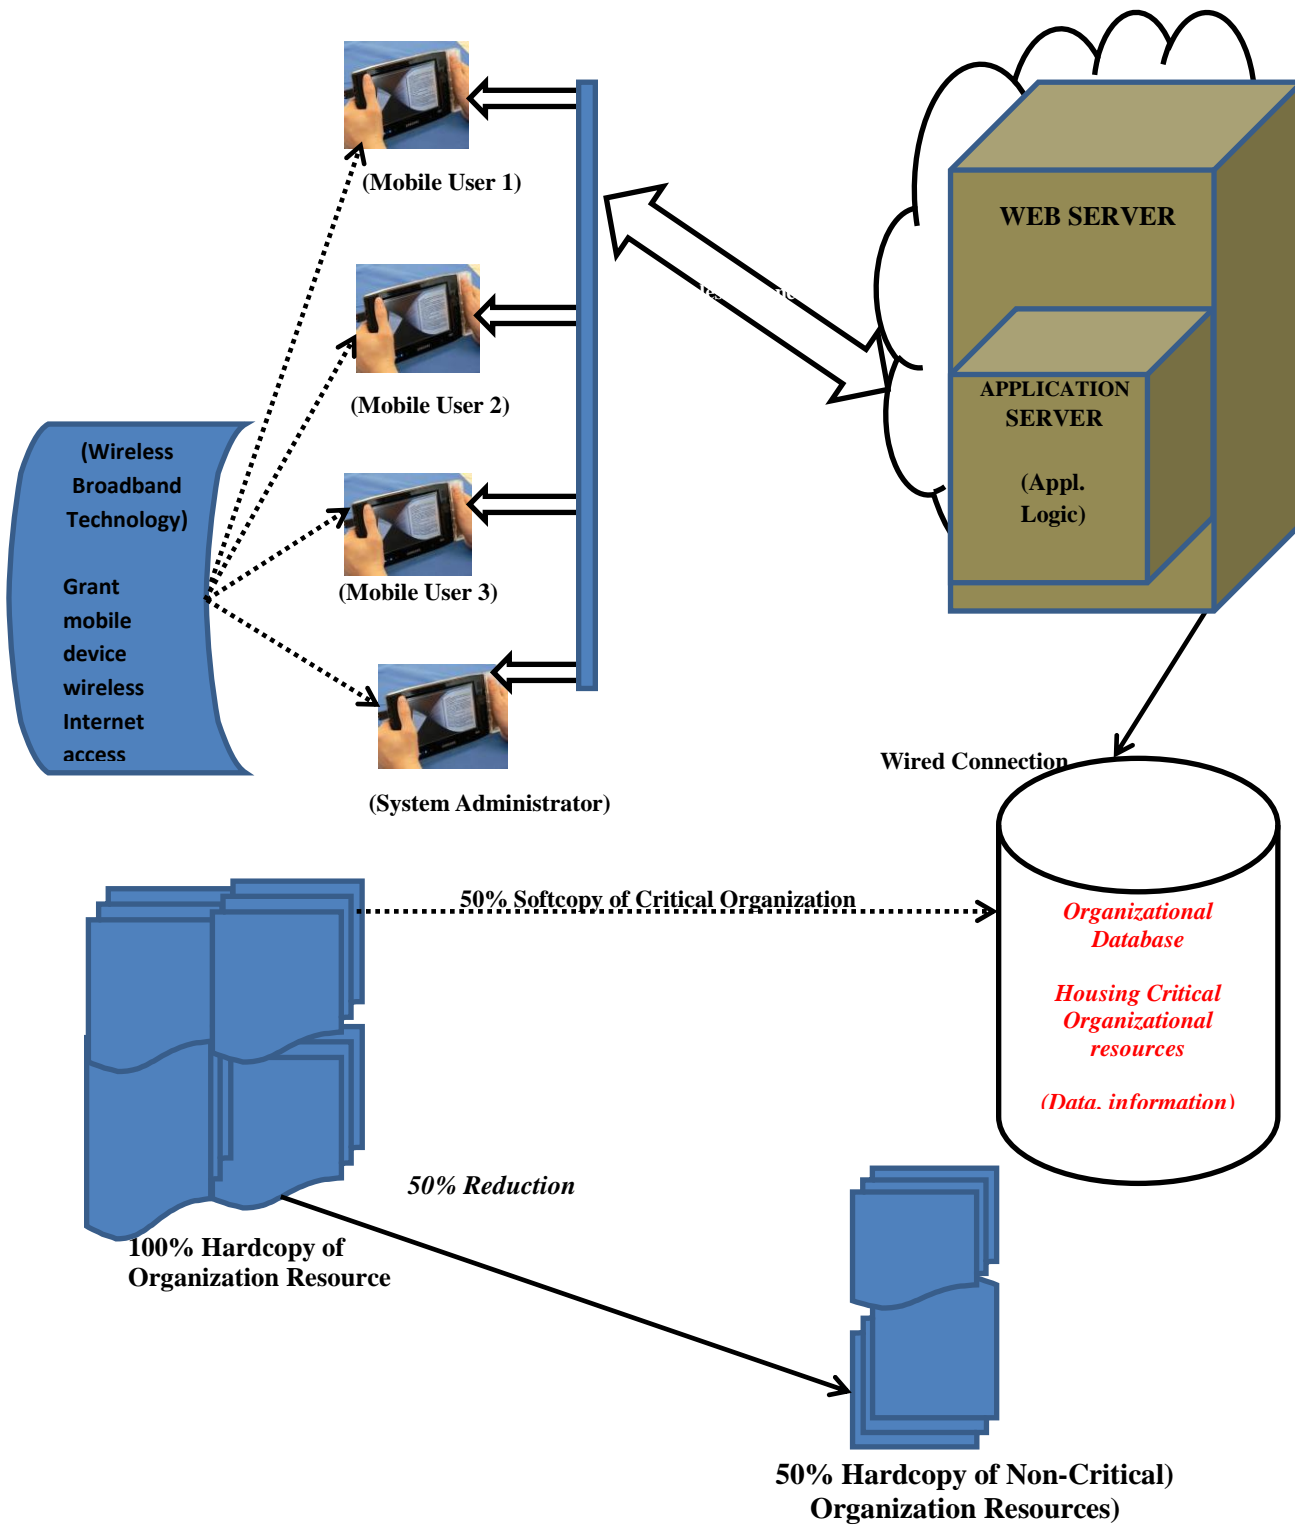 (Mobile User 1)
WEB SERVER
(Mobile User 2)
APPLICATION
SERVER
(Appl.
Logic)
(Wireless
Broadband
Technology)
Grant
mobile
device
wireless
Internet
access
(Mobile User 3)
Wired Connection
(System Administrator)
50% Softcopy of Critical Organization
Organizational
Database
Housing Critical
Organizational
resources
(Data, information)
50% Reduction
100% Hardcopy of
Organization Resource
50% Hardcopy of Non-Critical)
Organization Resources)